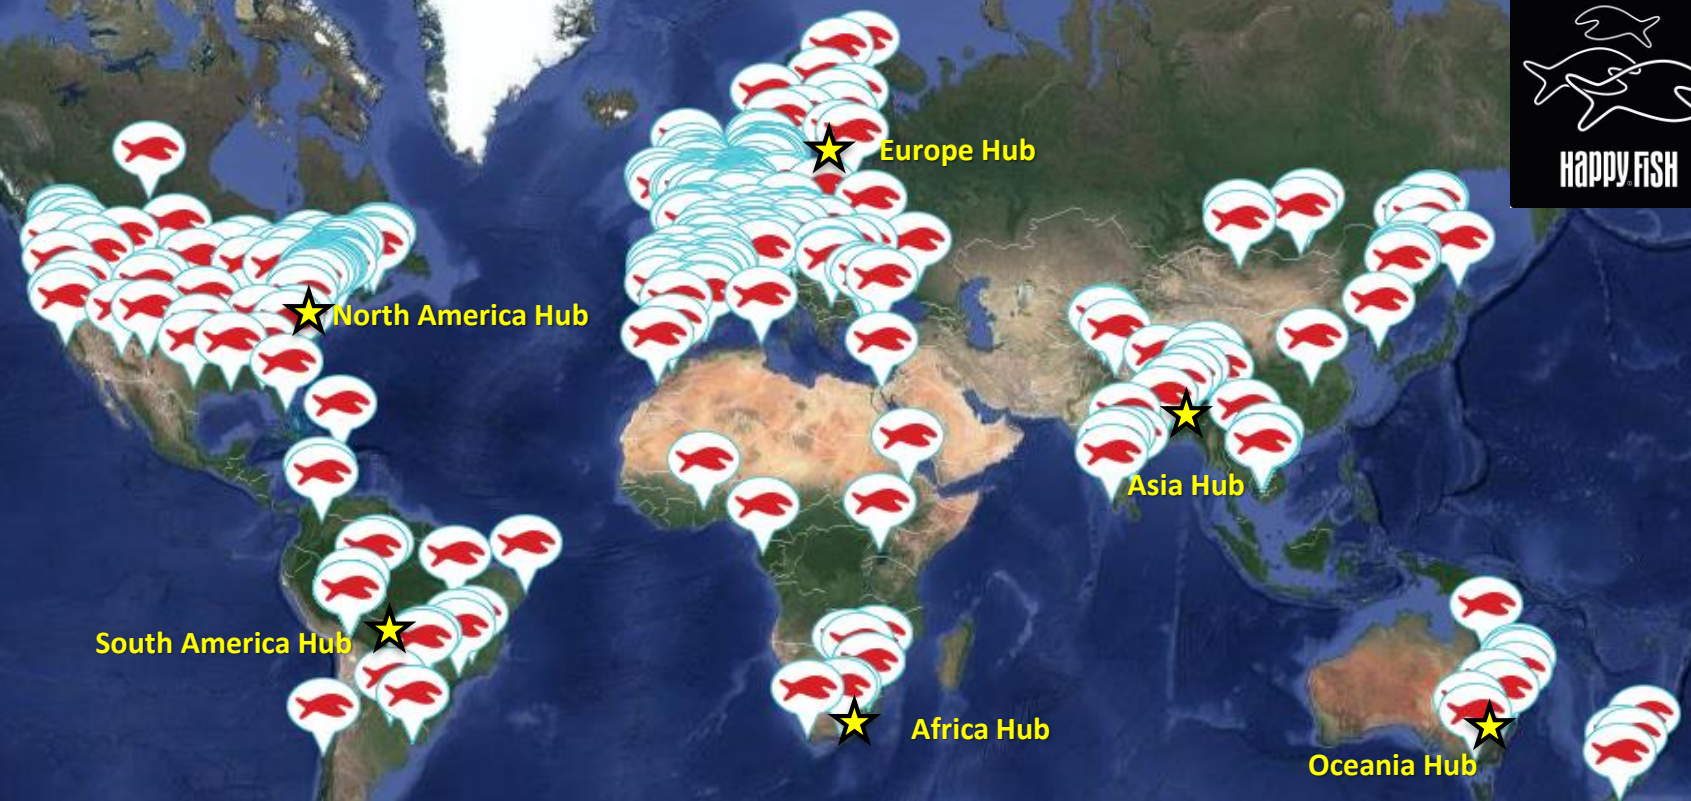 HAPPY FISH
Europe Hub
North America Hub
Asia Hub
South America Hub
Africa Hub
Oceania Hub